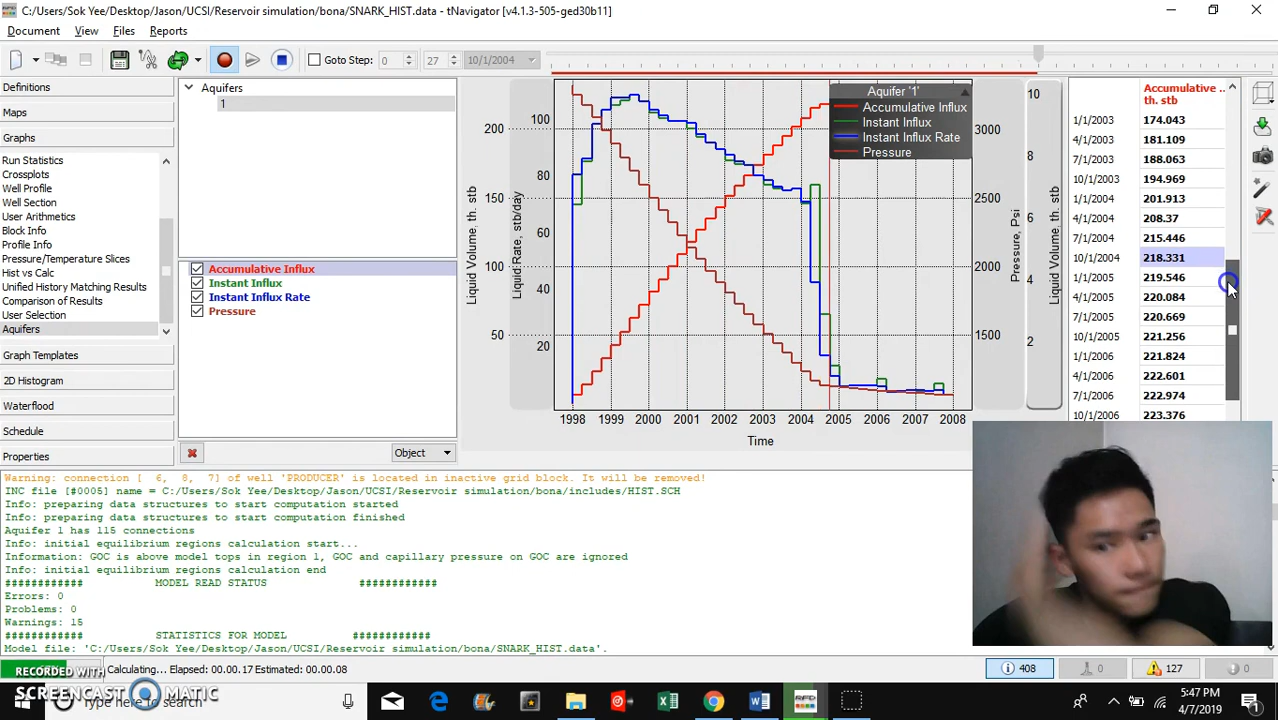 C:/Users/Sok Yee/Desktop/Jason/UCSI/Reservoir simulation/bona/SNARK_HIST.data - tNavigator [v4.1.3-505-ged30b11]
Document View Files Reports
Goto Step: 0 27 10/1/2004
Definitions
Maps
Graphs
Run Statistics
Crossplots
Well Profile
Well Section
User Arithmetics
Block Info
Profile Info
Pressure/Temperature Slices
Hist vs Calc
Unified History Matching Results
Comparison of Results
User Selection
Aquifers
Graph Templates
2D Histogram
Waterflood
Schedule
Properties
Aquifers
1
Accumulative Influx
Instant Influx
Instant Influx Rate
Pressure
Object
Liquid Volume, th. stb
200
150
100
50
Liquid Rate, stb/day
100
80
60
40
20
Aquifer '1'
Accumulative Influx
Instant Influx
Instant Influx Rate
Pressure
3000
2500
2000
1500
Pressure, Psi
10
8
6
4
2
Liquid Volume, th. stb
1998 1999 2000 2001 2002 2003 2004 2005 2006 2007 2008
Time
Accumulative ..
th. stb
1/1/2003 174.043
4/1/2003 181.109
7/1/2003 188.063
10/1/2003 194.969
1/1/2004 201.913
4/1/2004 208.37
7/1/2004 215.446
10/1/2004 218.331
1/1/2005 219.546
4/1/2005 220.084
7/1/2005 220.669
10/1/2005 221.256
1/1/2006 221.824
4/1/2006 222.601
7/1/2006 222.974
10/1/2006 223.376
Warning: connection [ 6, 8, 7] of well 'PRODUCER' is located in inactive grid block. It will be removed!
INC file [#0005] name = C:/Users/Sok Yee/Desktop/Jason/UCSI/Reservoir simulation/bona/includes/HIST.SCH
Info: preparing data structures to start computation started
Info: preparing data structures to start computation finished
Aquifer 1 has 115 connections
Info: initial equilibrium regions calculation start...
Information: GOC is above model tops in region 1, GOC and capillary pressure on GOC are ignored
Info: initial equilibrium regions calculation end
############ MODEL READ STATUS ############
Errors: 0
Problems: 0
Warnings: 15
############ STATISTICS FOR MODEL ############
Model file: 'C:/Users/Sok Yee/Desktop/Jason/UCSI/Reservoir simulation/bona/SNARK_HIST.data'.
Calculating... Elapsed: 00.00.17 Estimated: 00.00.08
408 0 127 0
RECORDED WITH
SCREENCAST MATIC
Type here to search
5:47 PM
4/7/2019